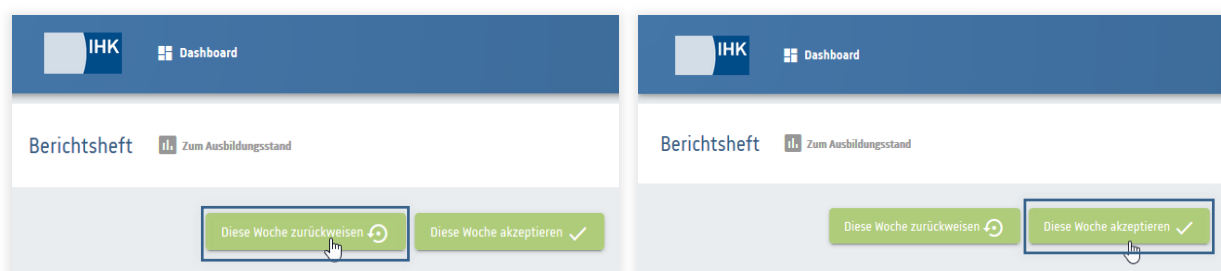 IHK
Dashboard
Berichtsheft
Zum Ausbildungsstand
Diese Woche zurückweisen
Diese Woche akzeptieren
IHK
Dashboard
Berichtsheft
Zum Ausbildungsstand
Diese Woche zurückweisen
Diese Woche akzeptieren